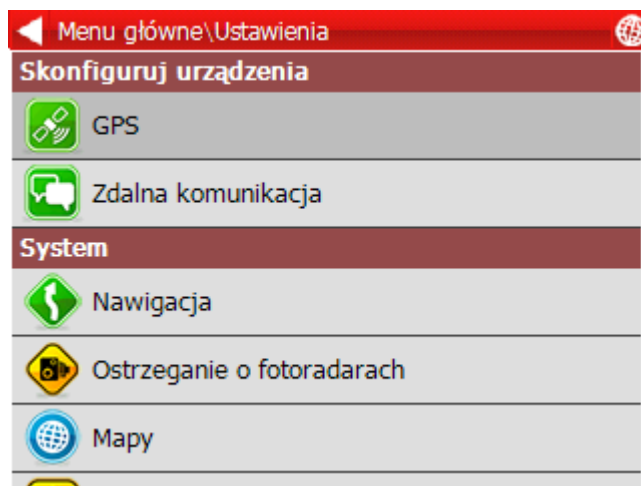 Menu główne\Ustawienia
Skonfiguruj urządzenia
GPS
Zdalna komunikacja
System
Nawigacja
Ostrzeganie o fotoradarach
Mapy